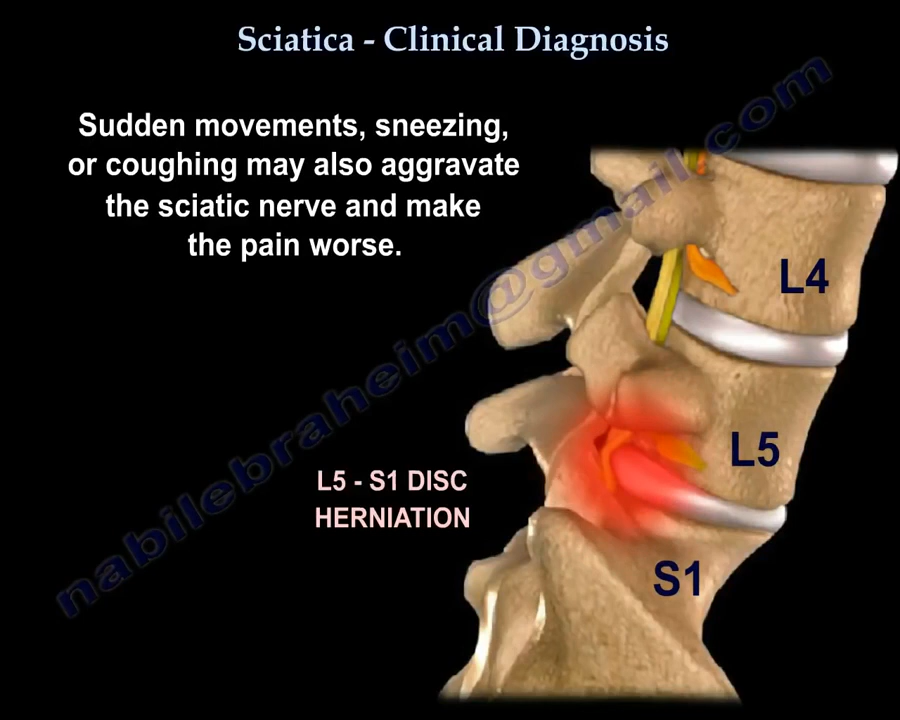 Sciatica - Clinical Diagnosis
Sudden movements, sneezing,
or coughing may also aggravate
the sciatic nerve and make
the pain worse.
nabilebraheim@gmail.com
L4
L5
L5 - S1 DISC
HERNIATION
S1